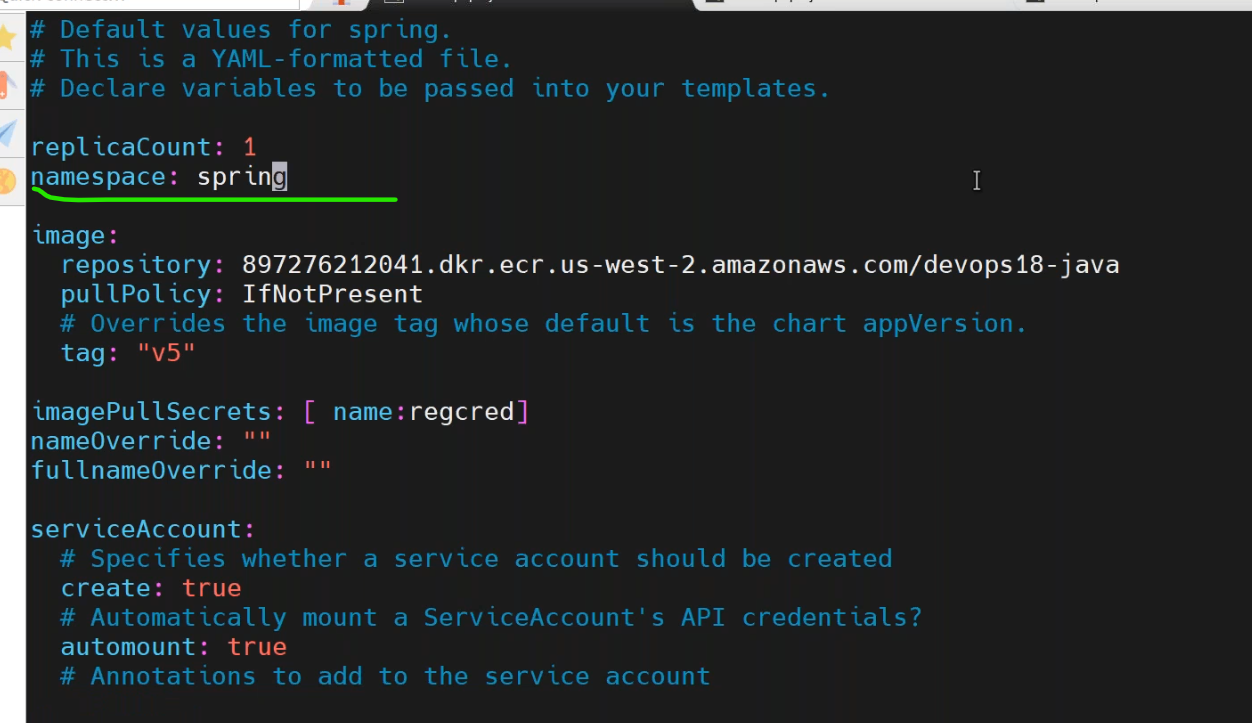 # Default values for spring.
# This is a YAML-formatted file.
# Declare variables to be passed into your templates.
replicaCount: 1
namespace: spring
image:
  repository: 897276212041.dkr.ecr.us-west-2.amazonaws.com/devops18-java
  pullPolicy: IfNotPresent
  # Overrides the image tag whose default is the chart appVersion.
  tag: "v5"
imagePullSecrets: [ name:regcred]
nameOverride: ""
fullnameOverride: ""
serviceAccount:
  # Specifies whether a service account should be created
  create: true
  # Automatically mount a ServiceAccount's API credentials?
  automount: true
  # Annotations to add to the service account